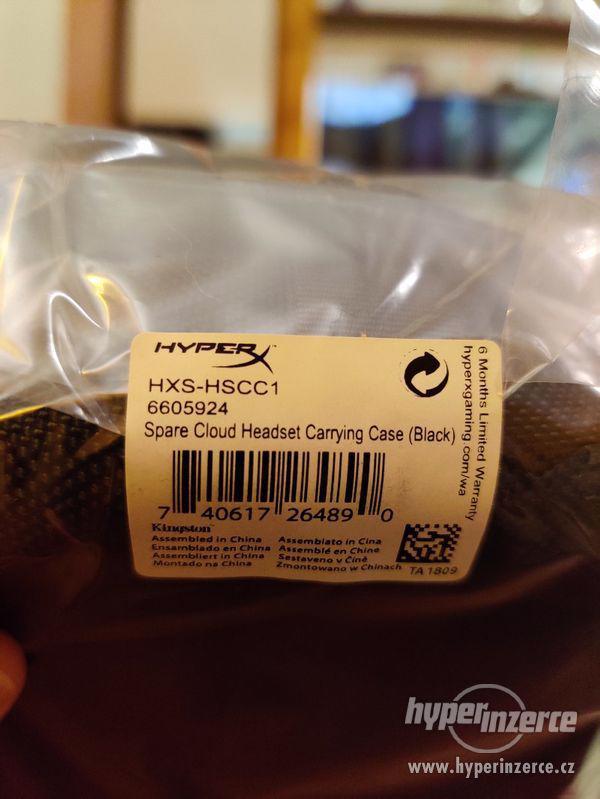 HYPERX
HXS-HSCC1
6605924
Spare Cloud Headset Carrying Case (Black)
7 40617 26489 0
Kingston
Assembled in China
Ensamblado en China
Assembliert in China
Montado na China
Assemblato in Cina
Assemblé en Chine
Sestaveno v Číně
Zmontowano w Chinach
TA 1809
6 Months Limited Warranty
hyperxgaming.com/wa
hyperinzerce
www.hyperinzerce.cz